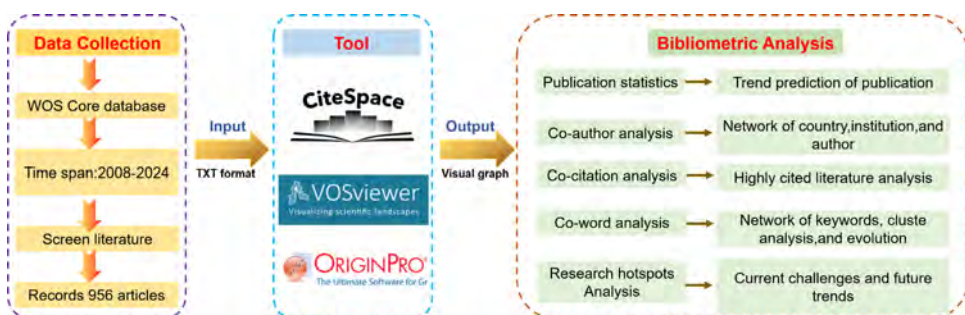 Data Collection
WOS Core database
Time span:2008-2024
Screen literature
Records 956 articles
Input
TXT format
Tool
CiteSpace
VOSviewer
Visualizing scientific landscapes
ORIGINPRO
The Ultimate Software for Gr
Output
Visual graph
Bibliometric Analysis
Publication statistics
Trend prediction of publication
Co-author analysis
Network of country,institution,and
author
Co-citation analysis
Highly cited literature analysis
Co-word analysis
Network of keywords, cluste
analysis,and evolution
Research hotspots
Analysis
Current challenges and future
trends